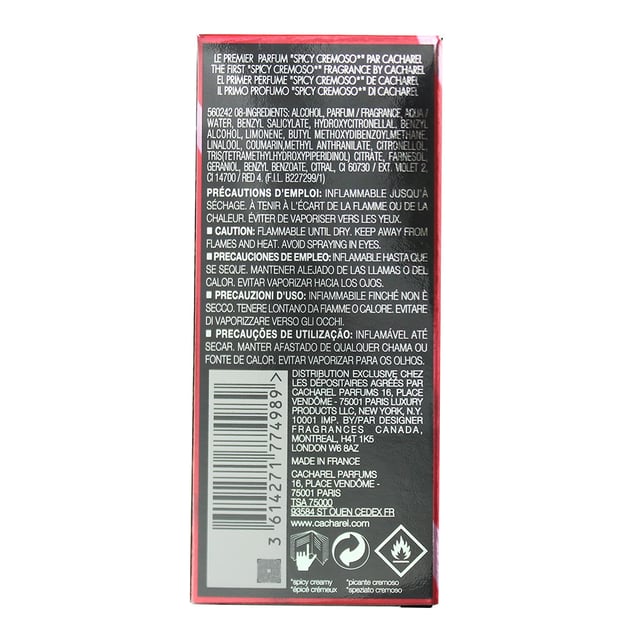 LE PREMIER PARFUM "SPICY CREMOSO*" PAR CACHAREL
THE FIRST "SPICY CREMOSO*" FRAGRANCE BY CACHAREL
EL PRIMER PERFUME "SPICY CREMOSO*" DE CACHAREL
IL PRIMO PROFUMO "SPICY CREMOSO*" DI CACHAREL
560242 08-INGREDIENTS: ALCOHOL, PARFUM / FRAGRANCE, AQUA /
WATER, BENZYL SALICYLATE, HYDROXYCITRONELLAL, BENZYL
ALCOHOL, LIMONENE, BUTYL METHOXYDIBENZOYLMETHANE,
LINALOOL, COUMARIN, METHYL ANTHRANILATE, CITRONELLOL,
TRIS(TETRAMETHYLHYDROXYPIPERIDINOL) CITRATE, FARNESOL,
GERANIOL, BENZYL BENZOATE, CITRAL, CI 60730 / EXT. VIOLET 2,
CI 14700 / RED 4. (F.I.L. B227299/1)
PRÉCAUTIONS D'EMPLOI: INFLAMMABLE JUSQU'À
SÉCHAGE. À TENIR À L'ÉCART DE LA FLAMME OU DE LA
CHALEUR. ÉVITER DE VAPORISER VERS LES YEUX.
■ CAUTION: FLAMMABLE UNTIL DRY. KEEP AWAY FROM
FLAMES AND HEAT. AVOID SPRAYING IN EYES.
■ PRECAUCIONES DE EMPLEO: INFLAMABLE HASTA QUE
SE SEQUE. MANTENER ALEJADO DE LAS LLAMAS O DEL
CALOR. EVITAR VAPORIZAR HACIA LOS OJOS.
■ PRECAUZIONI D'USO: INFIAMMABILE FINCHÉ NON È
SECCO. TENERE LONTANO DA FIAMME O CALORE. EVITARE
DI VAPORIZZARE VERSO GLI OCCHI.
■ PRECAUÇÕES DE UTILIZAÇÃO: INFLAMÁVEL ATÉ
SECAR. MANTER AFASTADO DE QUALQUER CHAMA OU
FONTE DE CALOR. EVITAR VAPORIZAR PARA OS OLHOS.
DISTRIBUTION EXCLUSIVE CHEZ
LES DÉPOSITAIRES AGRÉÉS PAR
CACHAREL PARFUMS 16, PLACE
VENDÔME - 75001 PARIS LUXURY
PRODUCTS LLC, NEW YORK, N.Y.
10001 IMP. BY/PAR DESIGNER
FRAGRANCES CANADA,
MONTREAL, H4T 1K5
LONDON W6 8AZ
MADE IN FRANCE
CACHAREL PARFUMS
16, PLACE VENDÔME -
75001 PARIS
TSA 75000
93584 ST OUEN CEDEX FR
www.cacharel.com
3 614271 774989 >
*spicy creamy
*épicé crémeux
*picante cremoso
*speziato cremoso